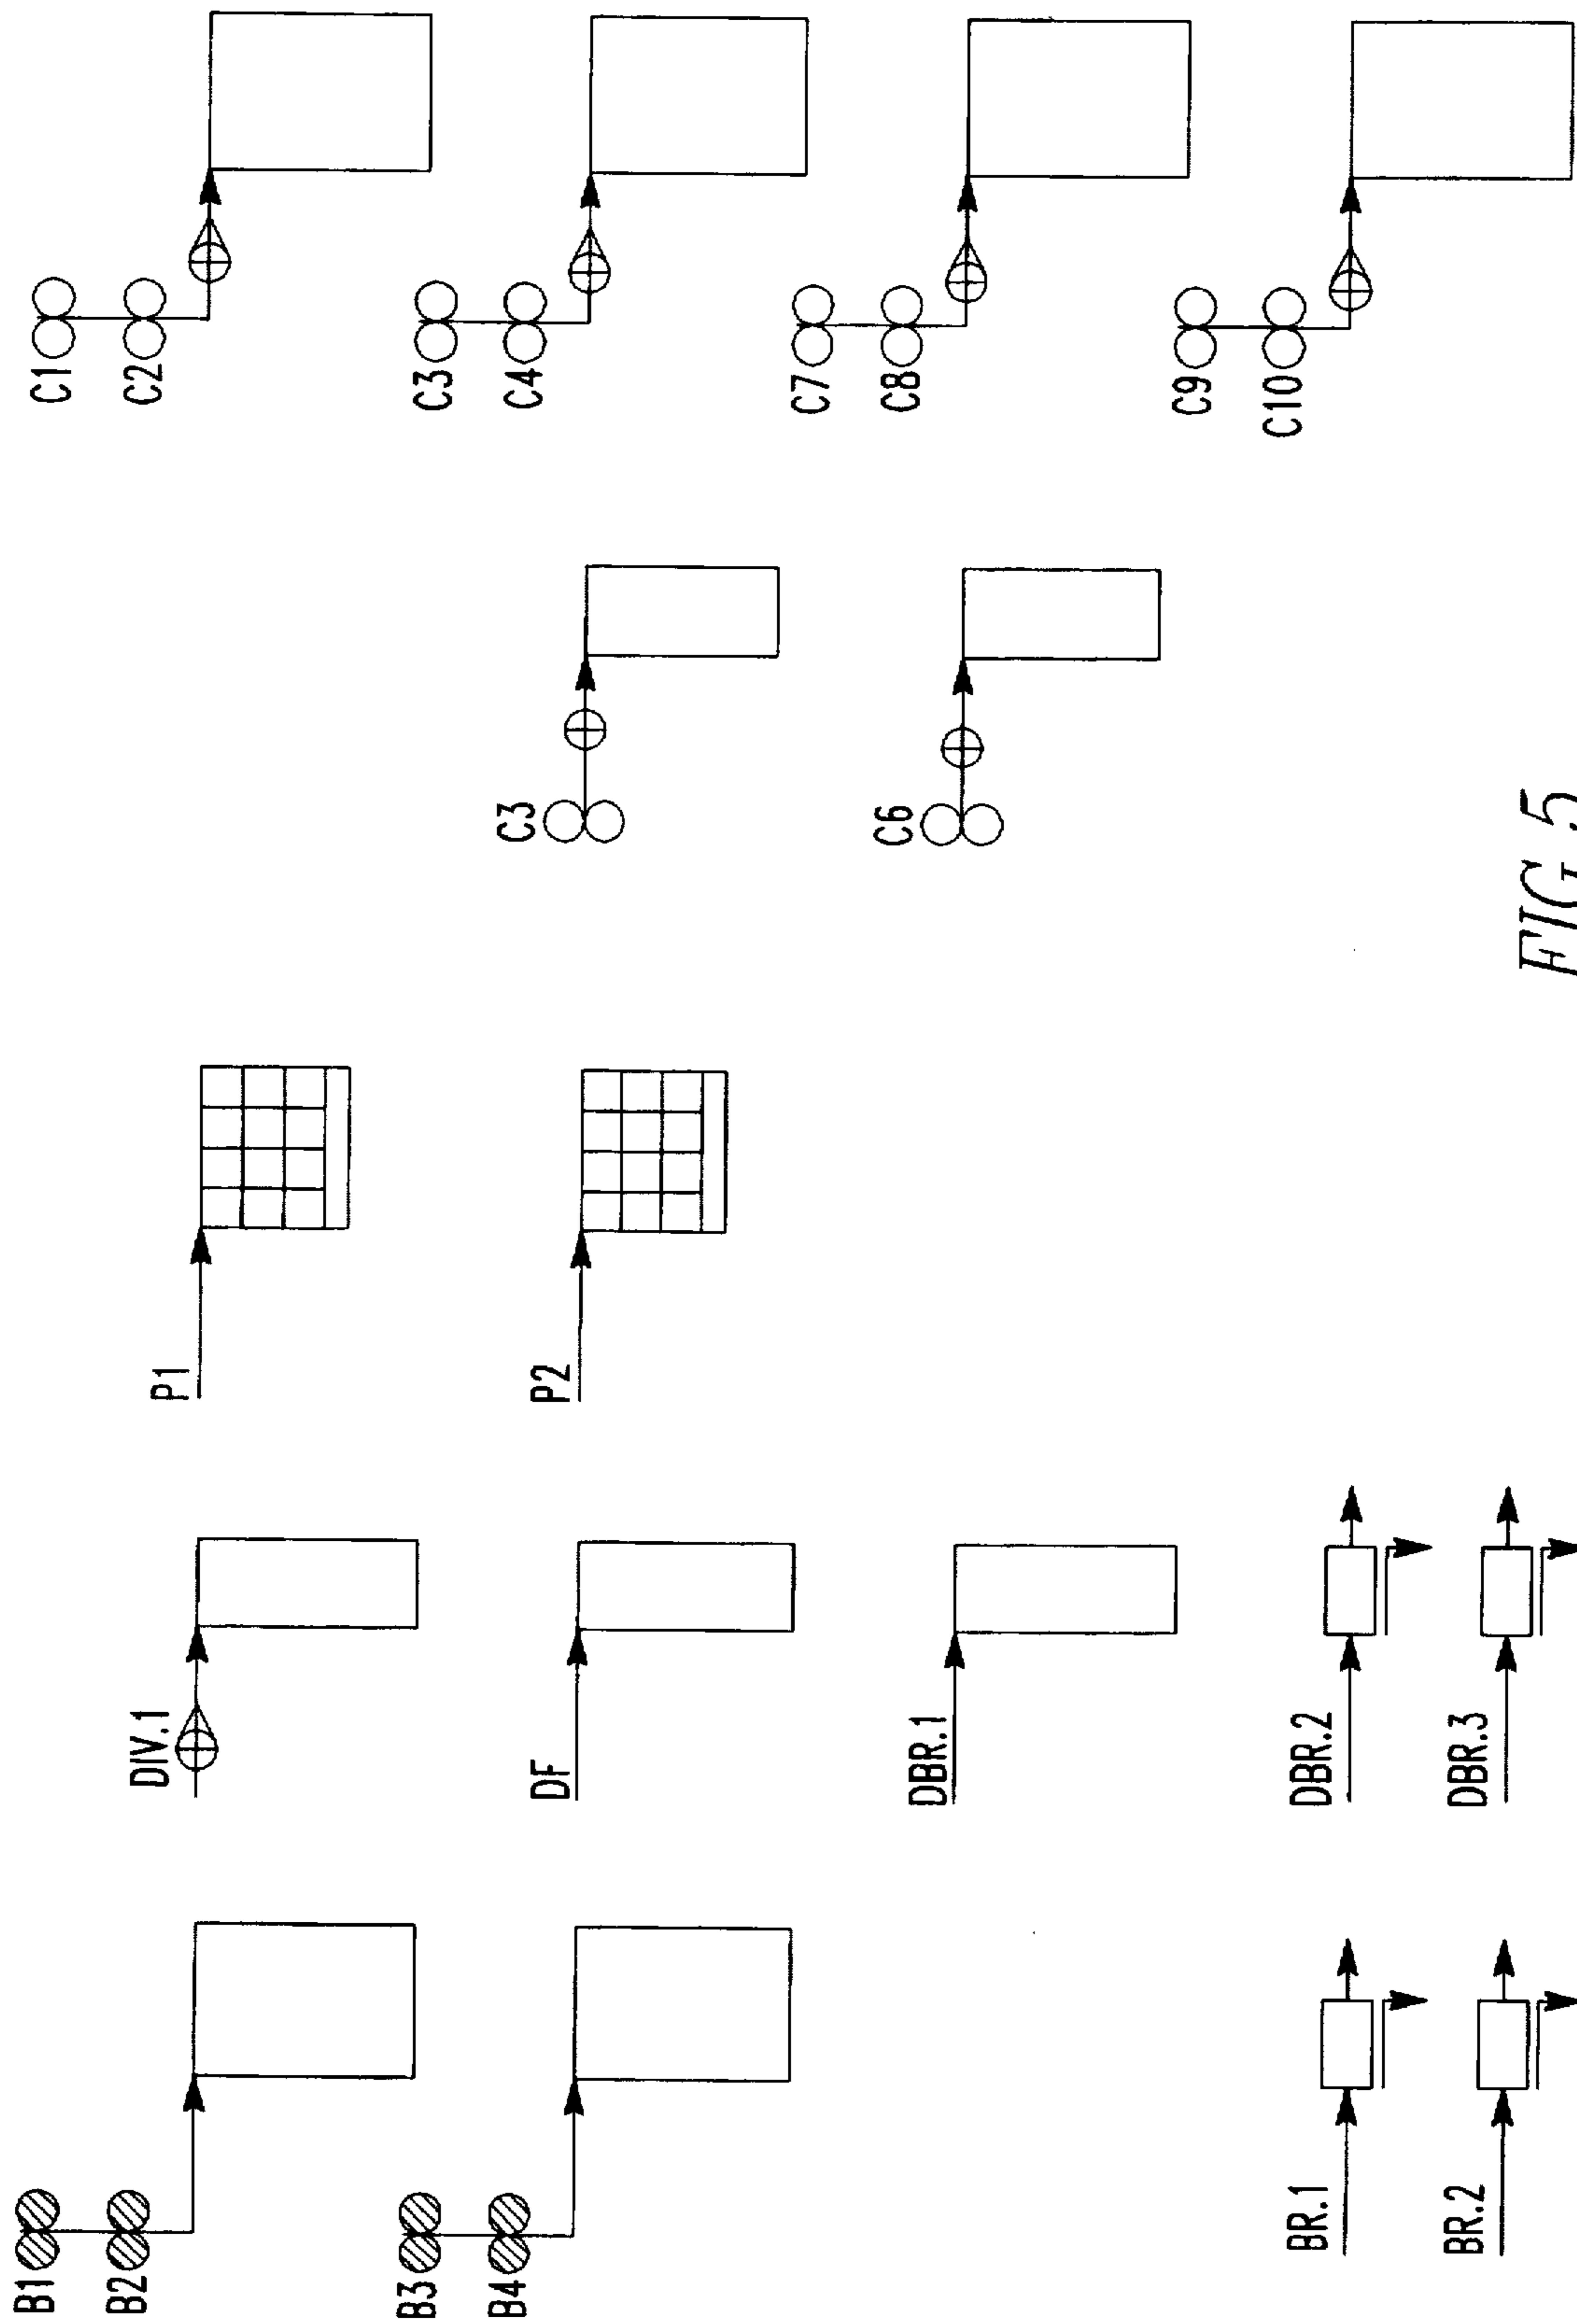 B1
B2
B3
B4
BR.1
BR.2
DIV.1
DF
DBR.1
DBR.2
DBR.3
P1
P2
C3
C6
C1
C2
C3
C4
C7
C8
C9
C10
FIG.5